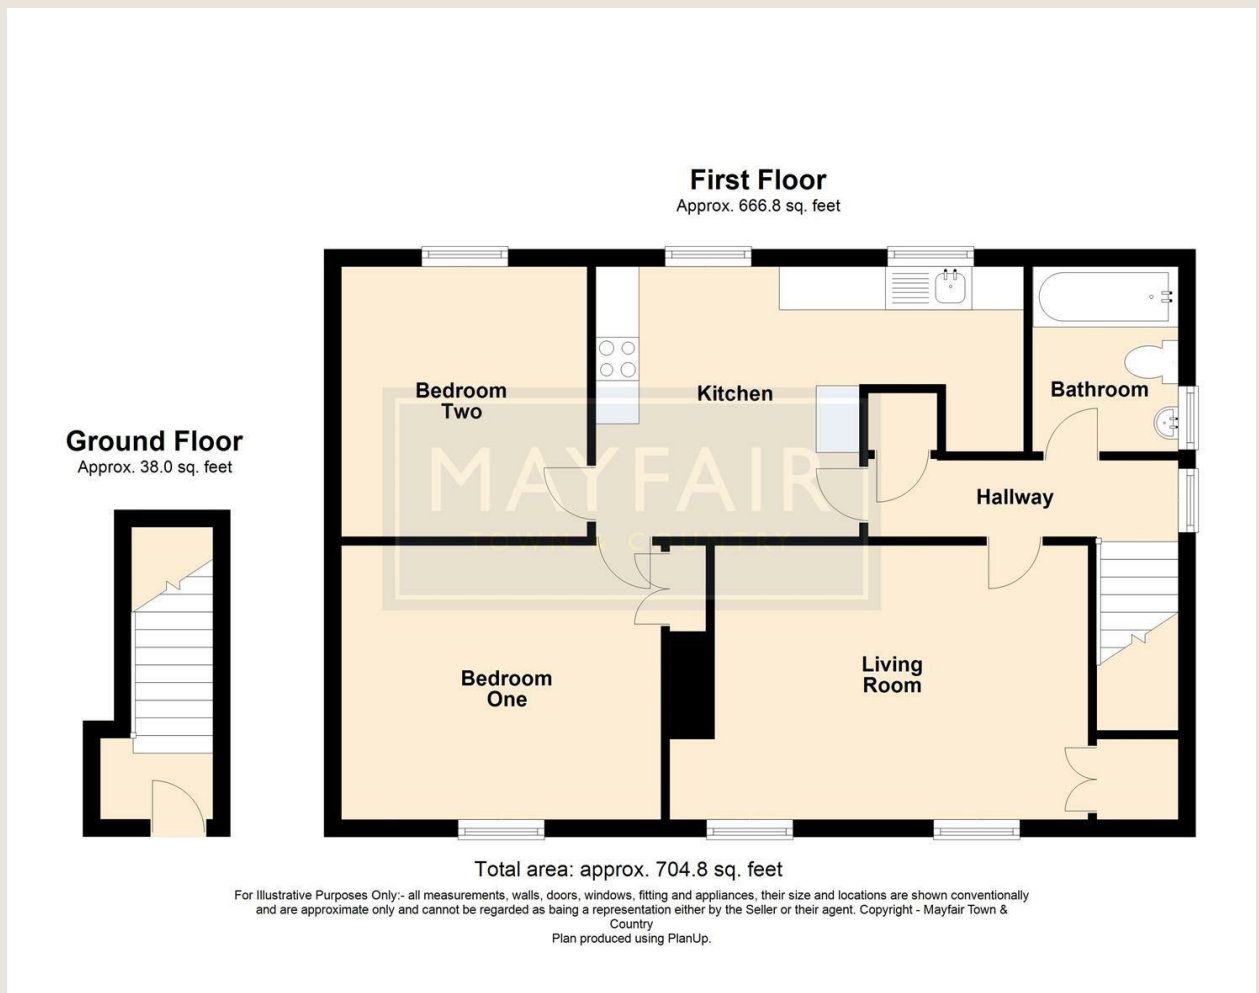 First Floor
Approx. 666.8 sq. feet
Ground Floor
Approx. 38.0 sq. feet
Bedroom
Two
Kitchen
Bathroom
Hallway
MAYFAIR
TOWN & COUNTRY
Bedroom
One
Living
Room
Total area: approx. 704.8 sq. feet
For Illustrative Purposes Only:- all measurements, walls, doors, windows, fitting and appliances, their size and locations are shown conventionally
and are approximate only and cannot be regarded as baing a representation either by the Seller or their agent. Copyright - Mayfair Town &
Country
Plan produced using PlanUp.